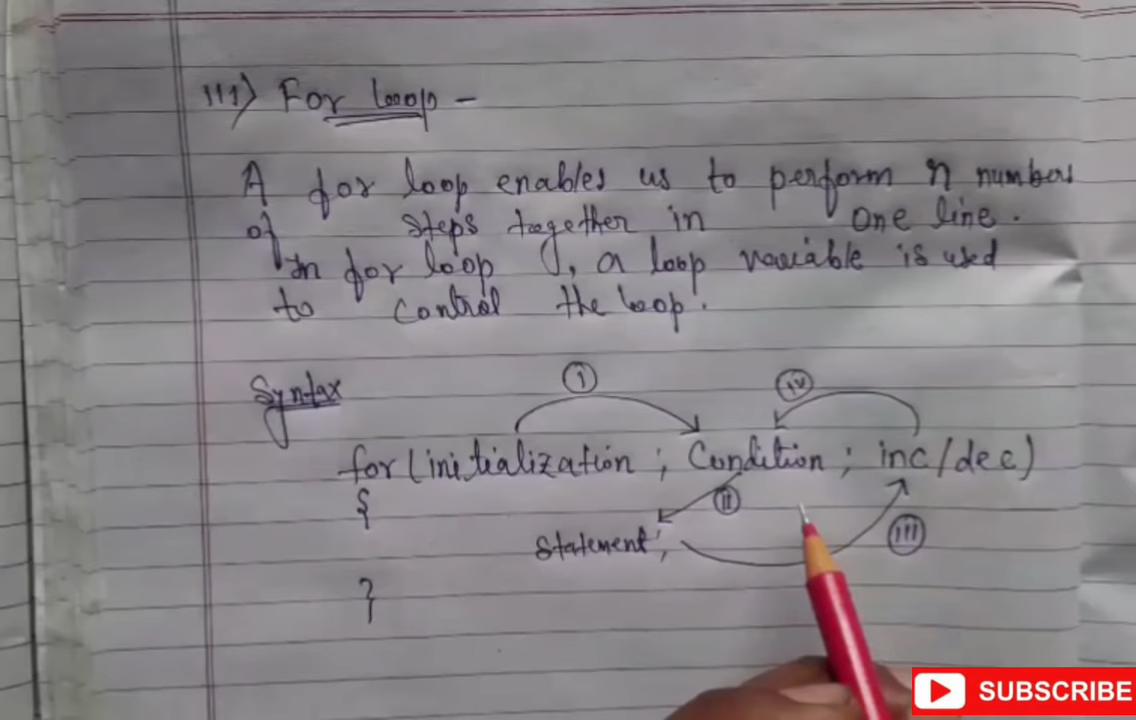 111) For loop -
A for loop enables us to perform n numbers
of steps together in one line.
In for loop, a loop variable is used
to control the loop.
Syntax
i
iv
for (initialization ; Condition ; inc/dec)
{
ii
Statement ;
iii
}
SUBSCRIBE